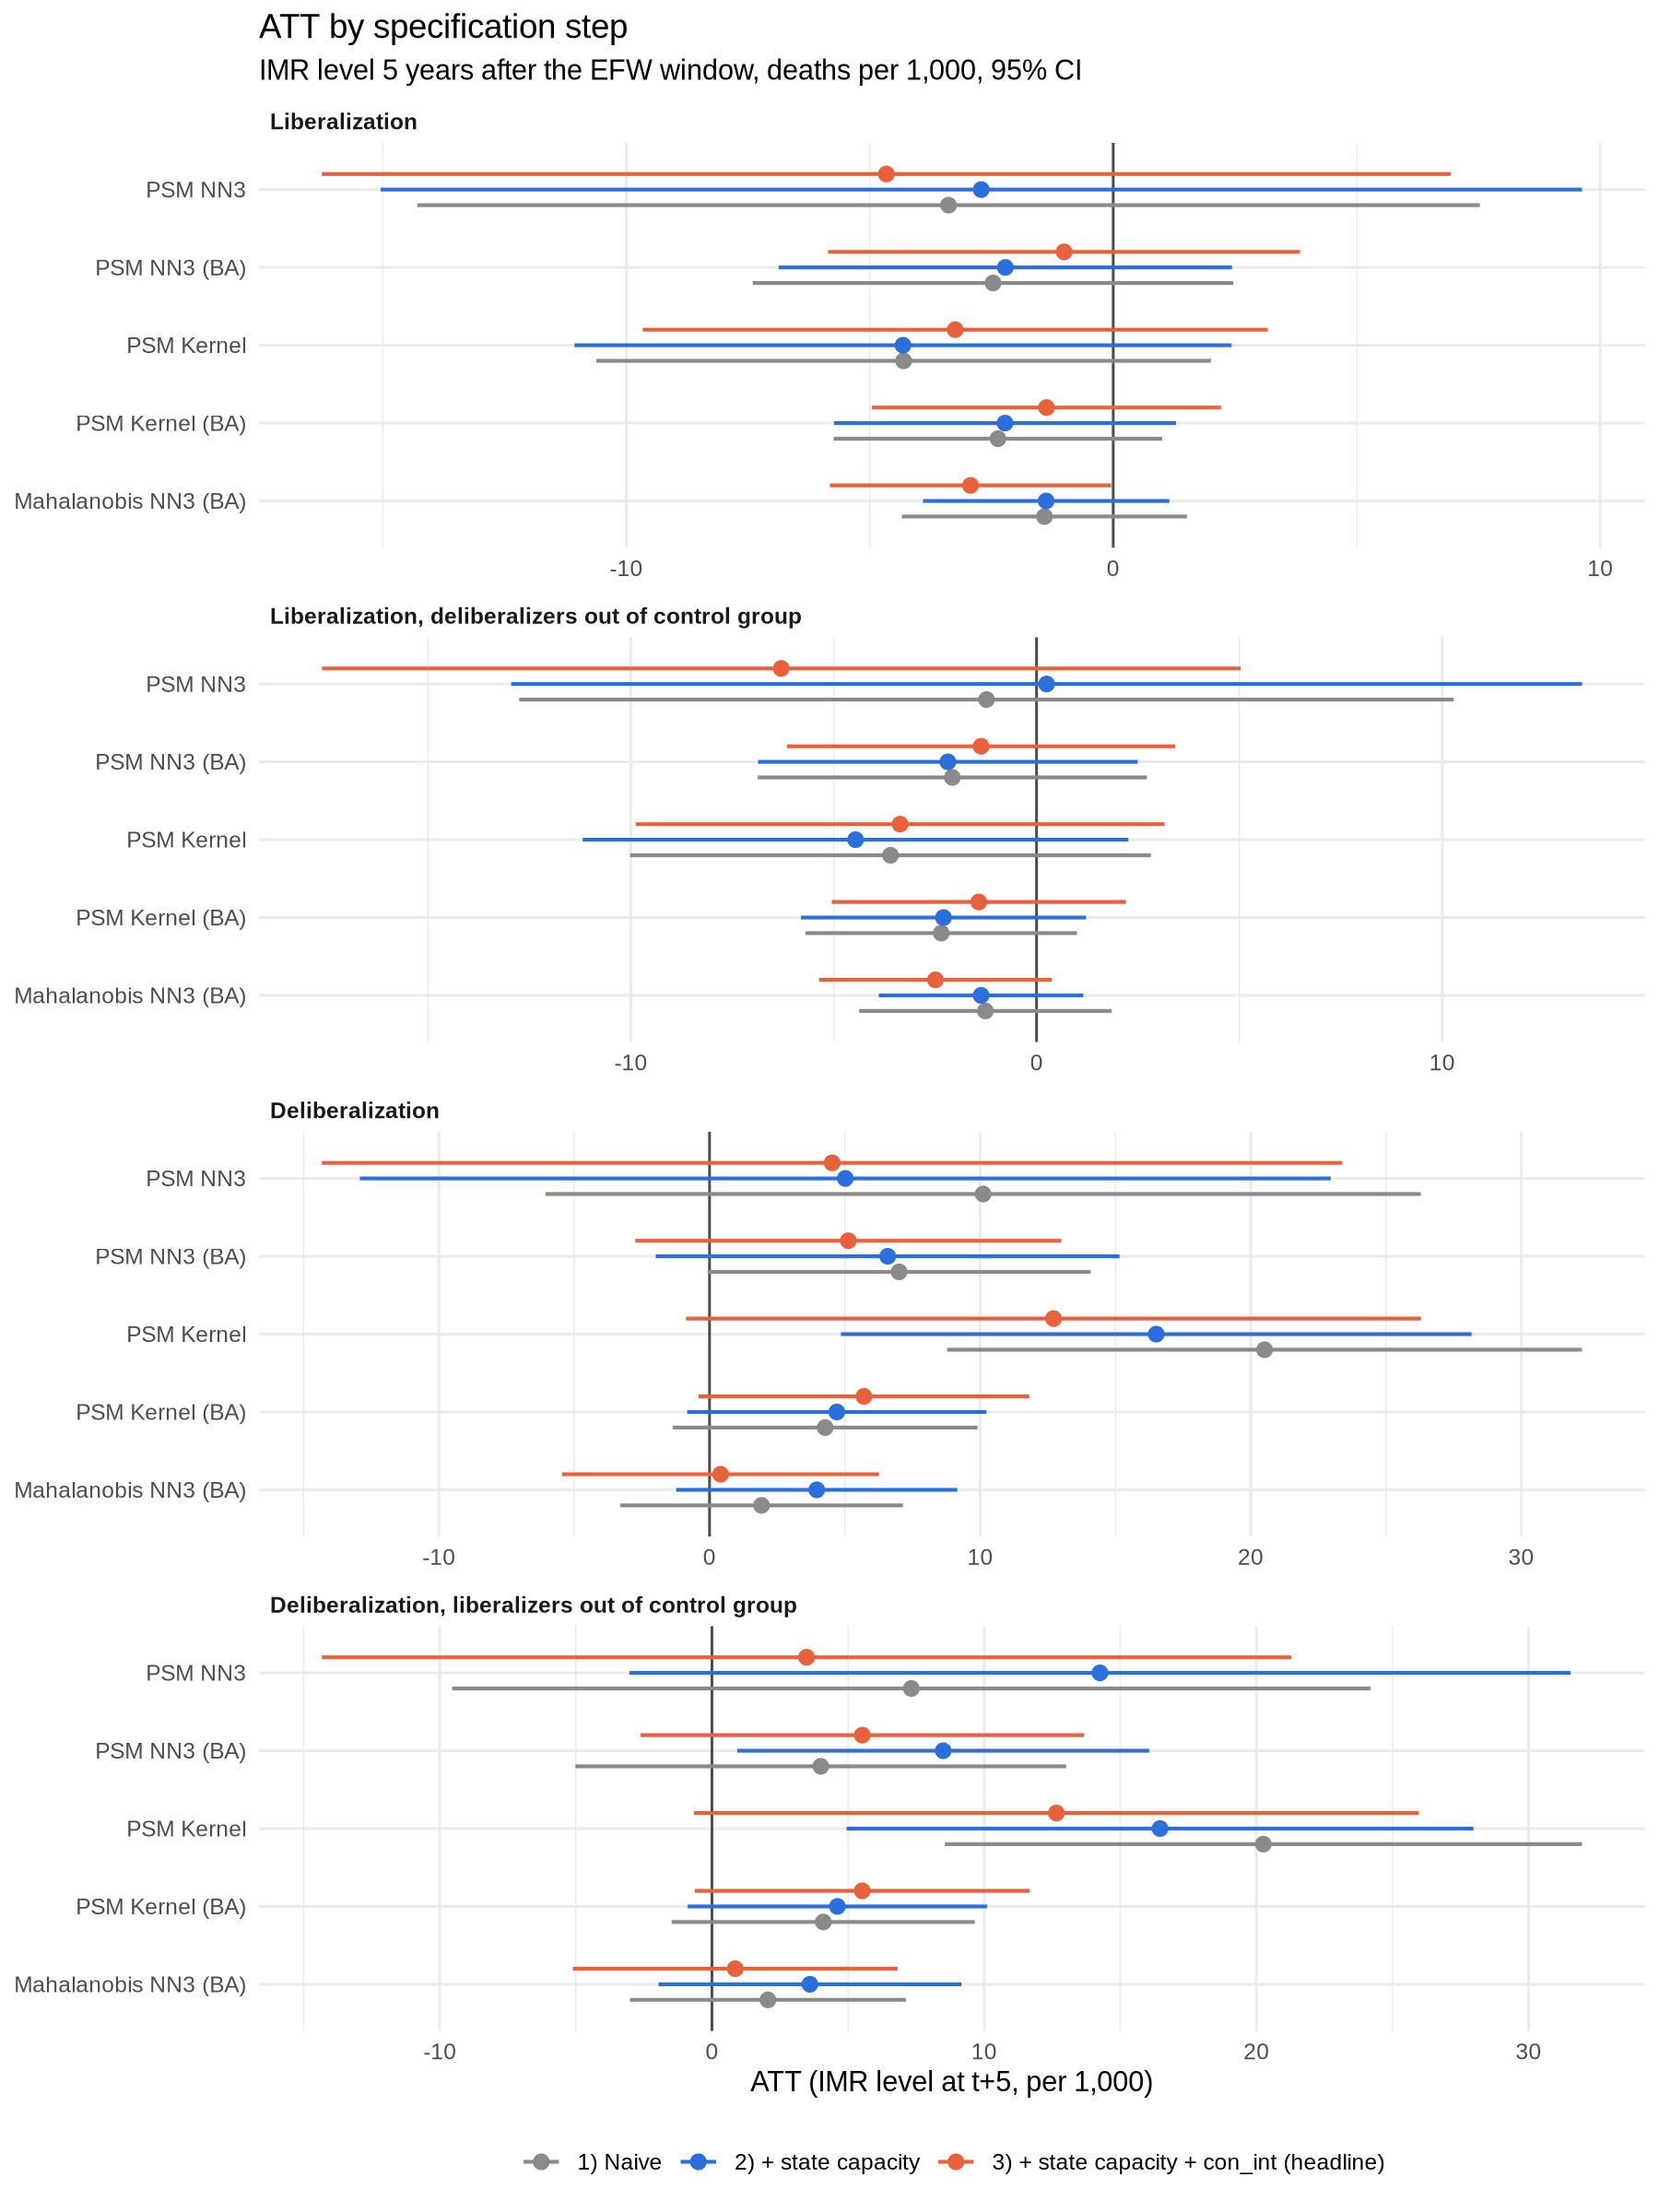 ATT by specification step
IMR level 5 years after the EFW window, deaths per 1,000, 95% CI
Liberalization
PSM NN3
PSM NN3 (BA)
PSM Kernel
PSM Kernel (BA)
Mahalanobis NN3 (BA)
-10 0 10
Liberalization, deliberalizers out of control group
PSM NN3
PSM NN3 (BA)
PSM Kernel
PSM Kernel (BA)
Mahalanobis NN3 (BA)
-10 0 10
Deliberalization
PSM NN3
PSM NN3 (BA)
PSM Kernel
PSM Kernel (BA)
Mahalanobis NN3 (BA)
-10 0 10 20 30
Deliberalization, liberalizers out of control group
PSM NN3
PSM NN3 (BA)
PSM Kernel
PSM Kernel (BA)
Mahalanobis NN3 (BA)
-10 0 10 20 30
ATT (IMR level at t+5, per 1,000)
1) Naive 2) + state capacity 3) + state capacity + con_int (headline)